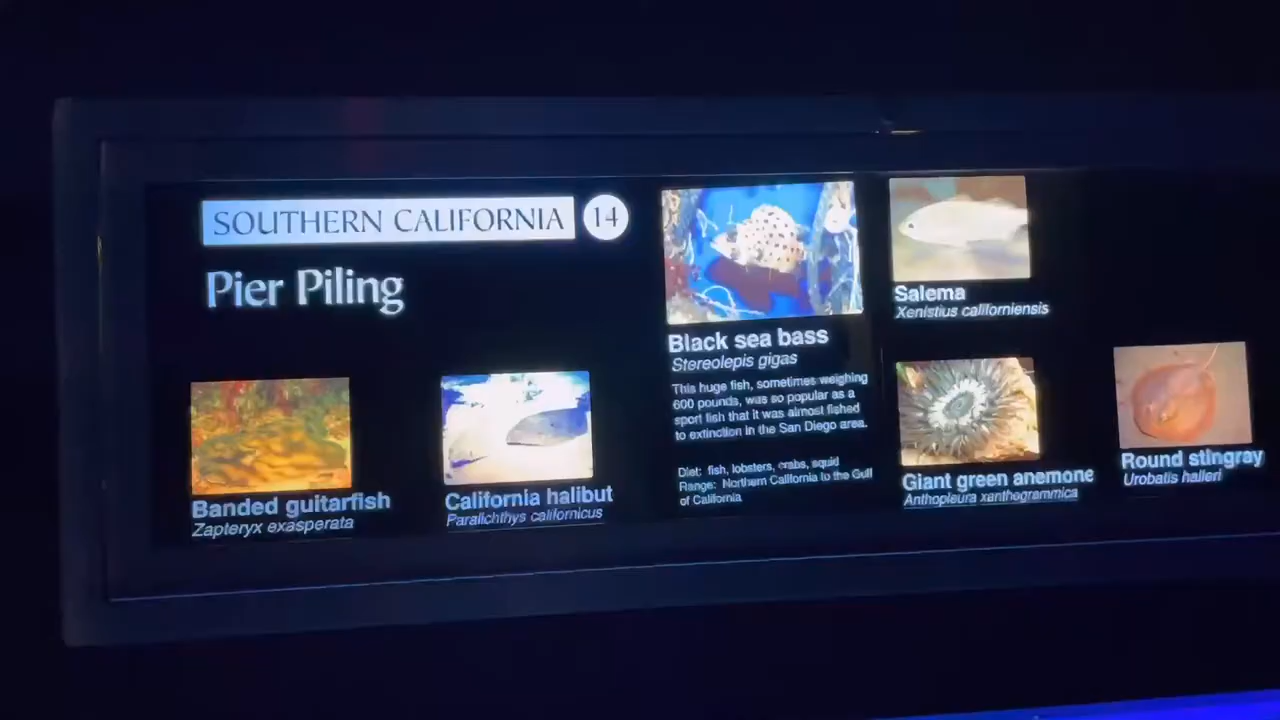 SOUTHERN CALIFORNIA 14
Pier Piling
Banded guitarfish
Zapteryx exasperata
California halibut
Paralichthys californicus
Black sea bass
Stereolepis gigas
This huge fish, sometimes weighing
600 pounds, was so popular as a
sport fish that it was almost fished
to extinction in the San Diego area.
Diet: fish, lobsters, crabs, squid
Range: Northern California to the Gulf
of California
Salema
Xenistius californiensis
Giant green anemone
Anthopleura xanthogrammica
Round stingray
Urobatis halleri